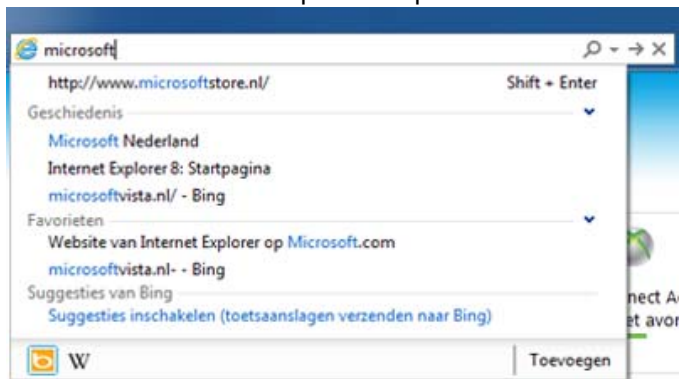 microsoft
http://www.microsoftstore.nl/ Shift + Enter
Geschiedenis
Microsoft Nederland
Internet Explorer 8: Startpagina
microsoftvista.nl/ - Bing
Favorieten
Website van Internet Explorer op Microsoft.com
microsoftvista.nl- - Bing
Suggesties van Bing
Suggesties inschakelen (toetsaanslagen verzenden naar Bing)
nect A
et avor
W Toevoegen